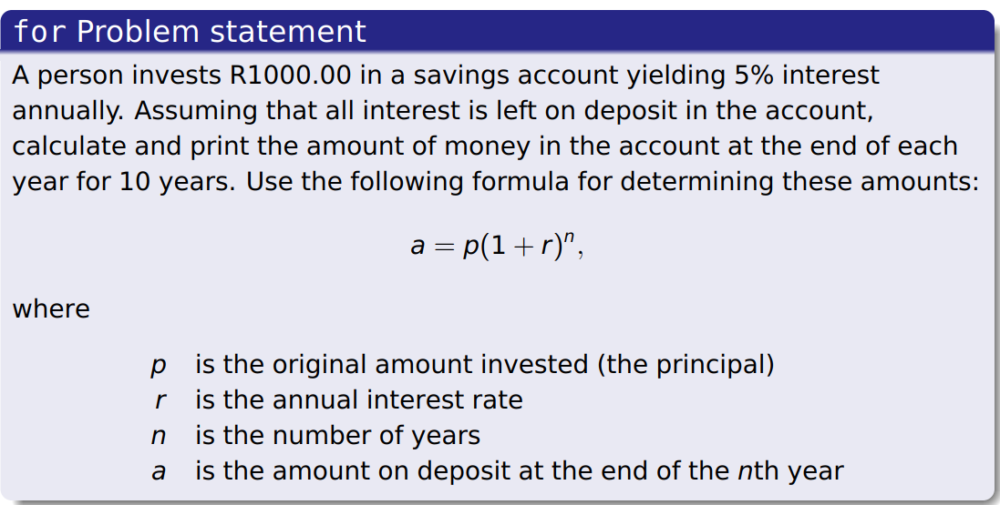 for Problem statement
A person invests R1000.00 in a savings account yielding 5% interest
annually. Assuming that all interest is left on deposit in the account,
calculate and print the amount of money in the account at the end of each
year for 10 years. Use the following formula for determining these amounts:
a = p(1 + r)ⁿ,
where
p is the original amount invested (the principal)
r is the annual interest rate
n is the number of years
a is the amount on deposit at the end of the nth year